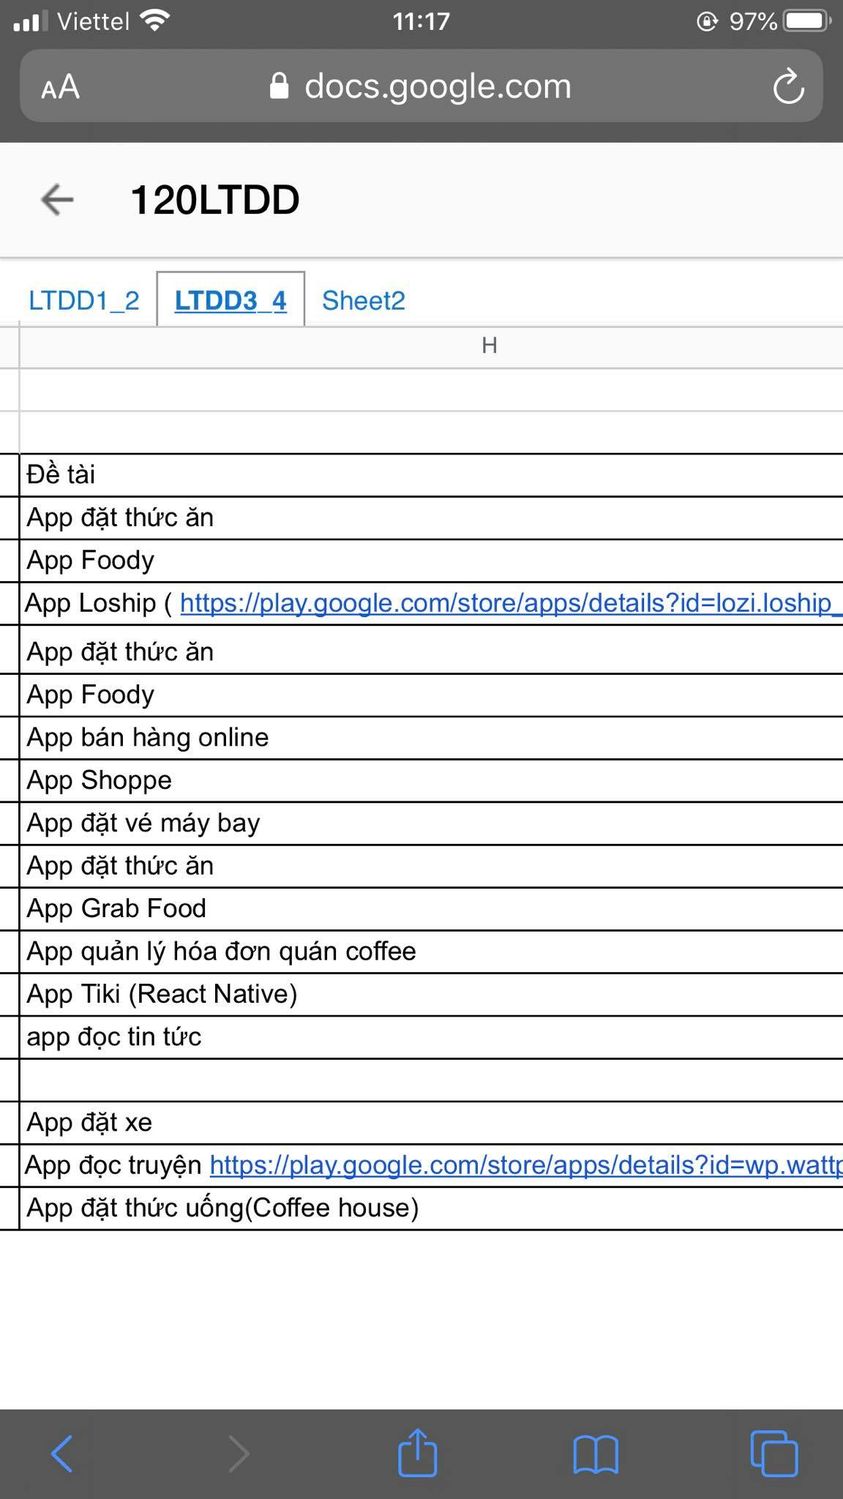 Viettel
11:17
97%
AA
docs.google.com
120LTDD
LTDD1_2
LTDD3_4
Sheet2
H
Đề tài
App đặt thức ăn
App Foody
App Loship ( https://play.google.com/store/apps/details?id=lozi.loship_
App đặt thức ăn
App Foody
App bán hàng online
App Shoppe
App đặt vé máy bay
App đặt thức ăn
App Grab Food
App quản lý hóa đơn quán coffee
App Tiki (React Native)
app đọc tin tức
App đặt xe
App đọc truyện https://play.google.com/store/apps/details?id=wp.wattp
App đặt thức uống(Coffee house)